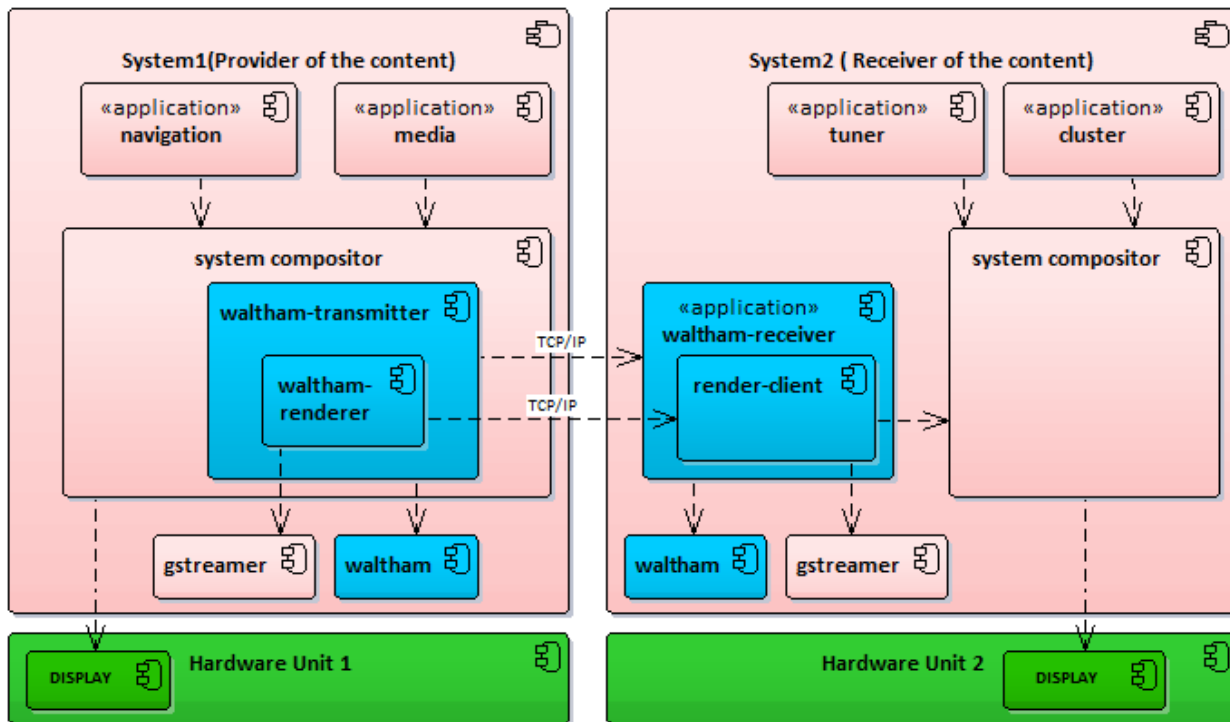 System1(Provider of the content)
«application»
navigation
«application»
media
system compositor
waltham-transmitter
waltham-
renderer
gstreamer
waltham
DISPLAY
Hardware Unit 1
TCP/IP
TCP/IP
System2 ( Receiver of the content)
«application»
tuner
«application»
cluster
«application»
waltham-receiver
render-client
system compositor
waltham
gstreamer
Hardware Unit 2
DISPLAY